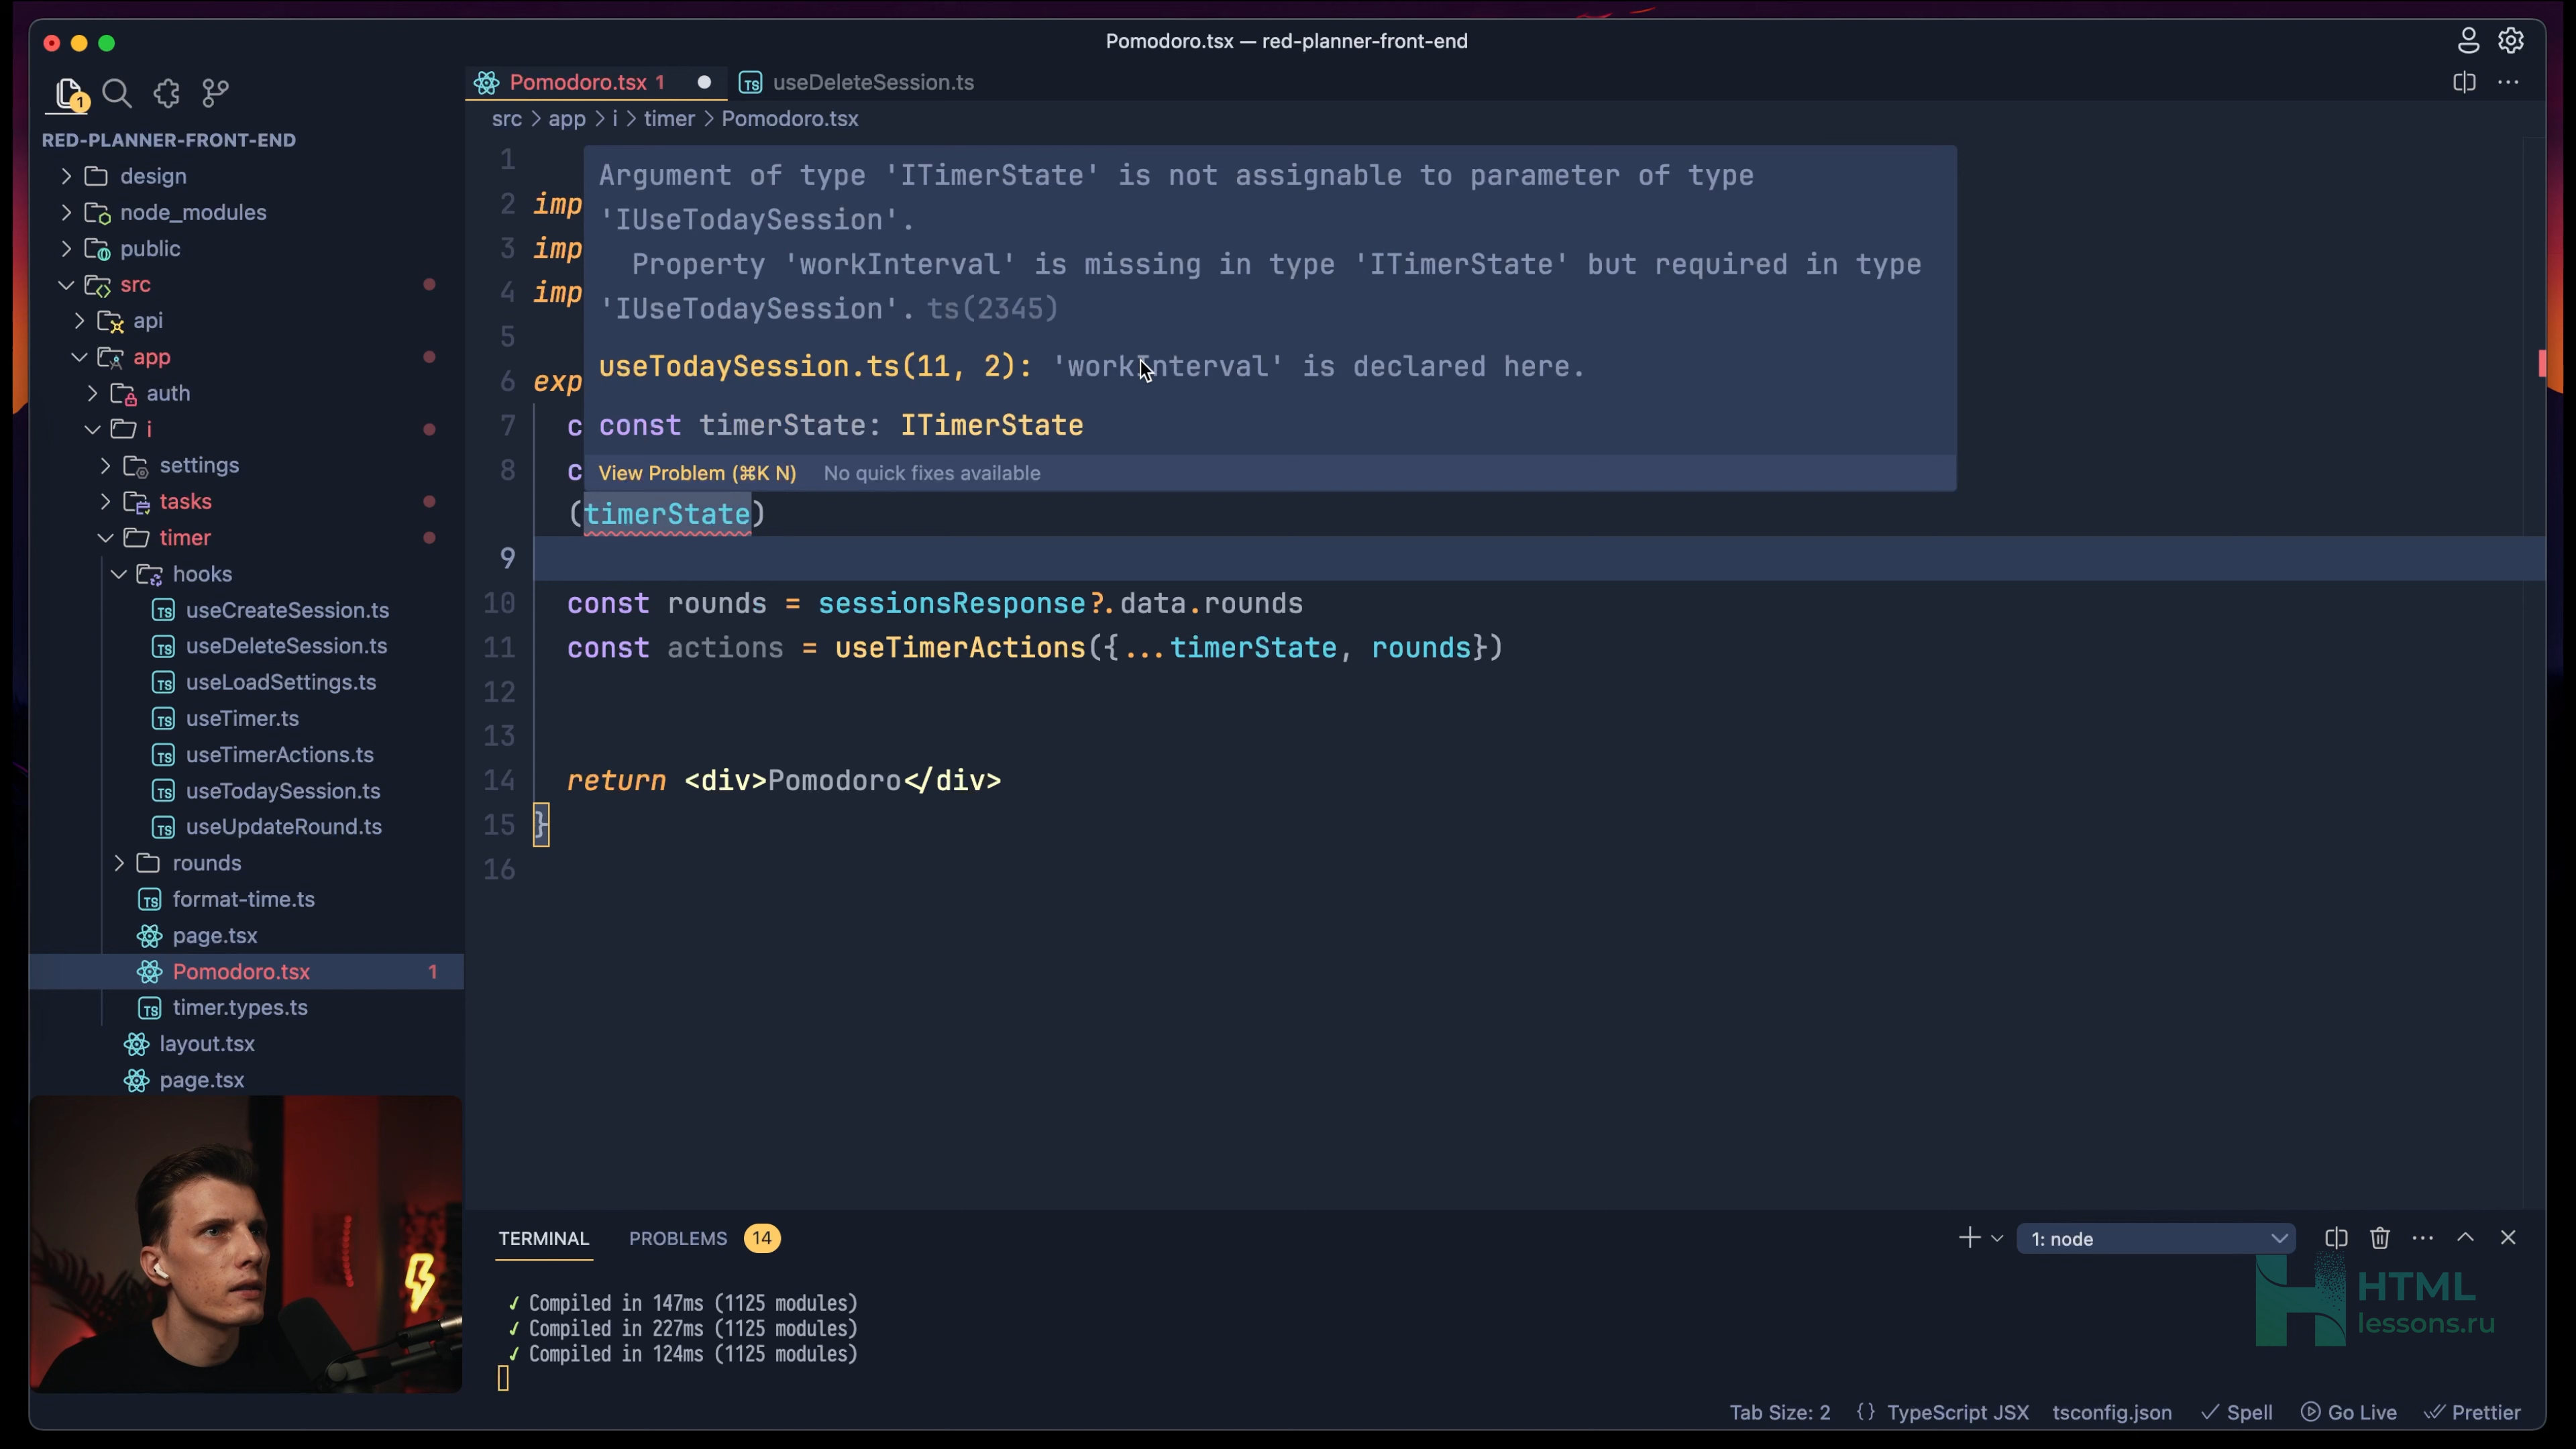 Pomodoro.tsx — red-planner-front-end
1
Pomodoro.tsx 1
useDeleteSession.ts
RED-PLANNER-FRONT-END
design
node_modules
public
src
api
app
auth
i
settings
tasks
timer
hooks
useCreateSession.ts
useDeleteSession.ts
useLoadSettings.ts
useTimer.ts
useTimerActions.ts
useTodaySession.ts
useUpdateRound.ts
rounds
format-time.ts
page.tsx
Pomodoro.tsx 1
timer.types.ts
layout.tsx
page.tsx
src > app > i > timer > Pomodoro.tsx
1
2 imp
3 imp
4 imp
5
6 exp
7 c
8 c
Argument of type 'ITimerState' is not assignable to parameter of type
'IUseTodaySession'.
Property 'workInterval' is missing in type 'ITimerState' but required in type
'IUseTodaySession'. ts(2345)
useTodaySession.ts(11, 2): 'workInterval' is declared here.
const timerState: ITimerState
View Problem (⌘K N) No quick fixes available
(timerState)
9
10 const rounds = sessionsResponse?.data.rounds
11 const actions = useTimerActions({...timerState, rounds})
12
13
14 return <div>Pomodoro</div>
15 }
16
TERMINAL PROBLEMS 14
1: node
✓ Compiled in 147ms (1125 modules)
✓ Compiled in 227ms (1125 modules)
✓ Compiled in 124ms (1125 modules)
HTML
lessons.ru
Tab Size: 2 {} TypeScript JSX tsconfig.json ✓ Spell Go Live Prettier